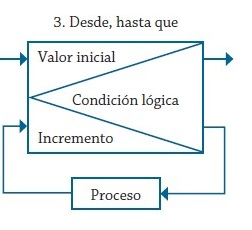 3. Desde, hasta que
Valor inicial
Condición lógica
Incremento
Proceso